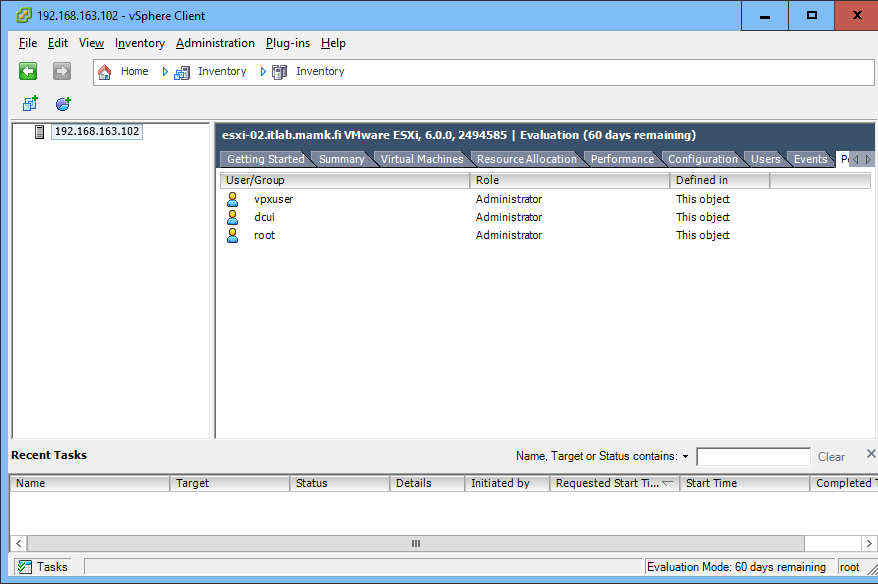 192.168.163.102 - vSphere Client
File Edit View Inventory Administration Plug-ins Help
Home Inventory Inventory
192.168.163.102
esxi-02.itlab.mamk.fi VMware ESXi, 6.0.0, 2494585 | Evaluation (60 days remaining)
Getting Started Summary Virtual Machines Resource Allocation Performance Configuration Users Events
User/Group Role Defined in
vpxuser Administrator This object
dcui Administrator This object
root Administrator This object
Recent Tasks Name, Target or Status contains: Clear
Name Target Status Details Initiated by Requested Start Ti... Start Time Completed T
Tasks Evaluation Mode: 60 days remaining root